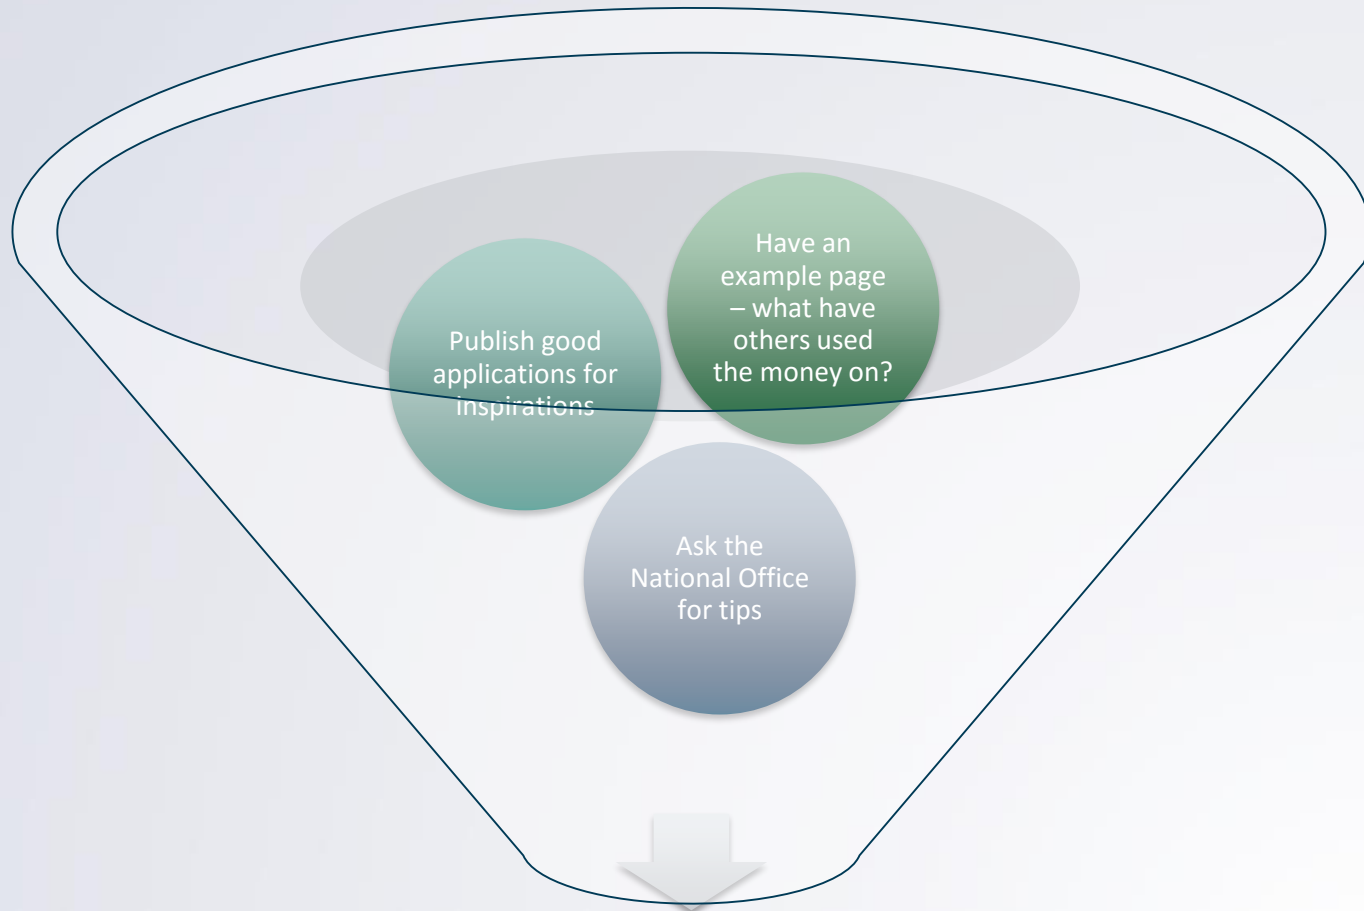 Have an
example page
– what have
others used
the money on?
Publish good
applications for
inspirations
Ask the
National Office
for tips